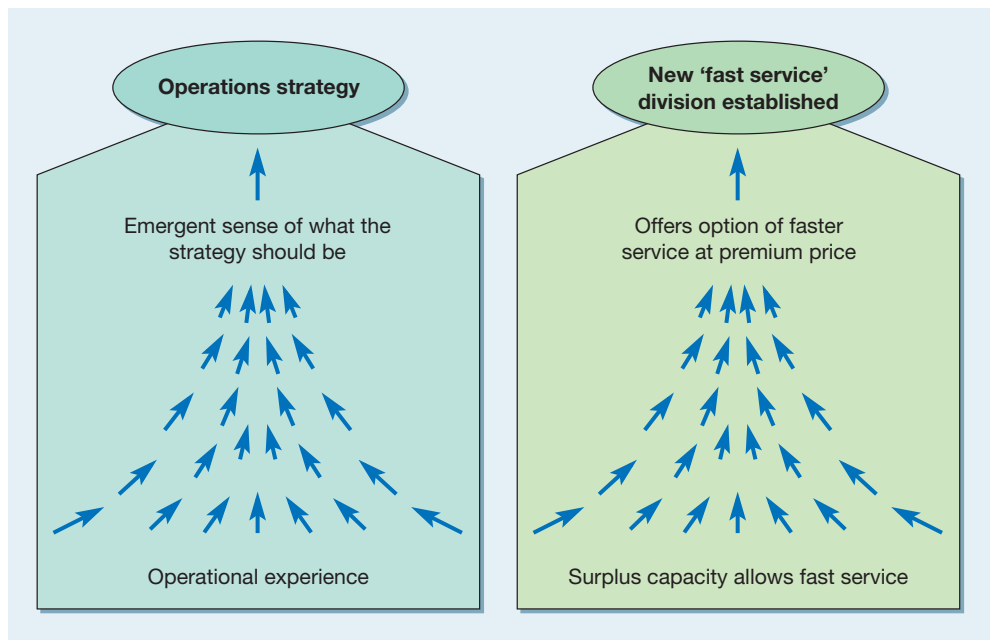 Operations strategy
Emergent sense of what the
strategy should be
Operational experience
New ‘fast service’
division established
Offers option of faster
service at premium price
Surplus capacity allows fast service